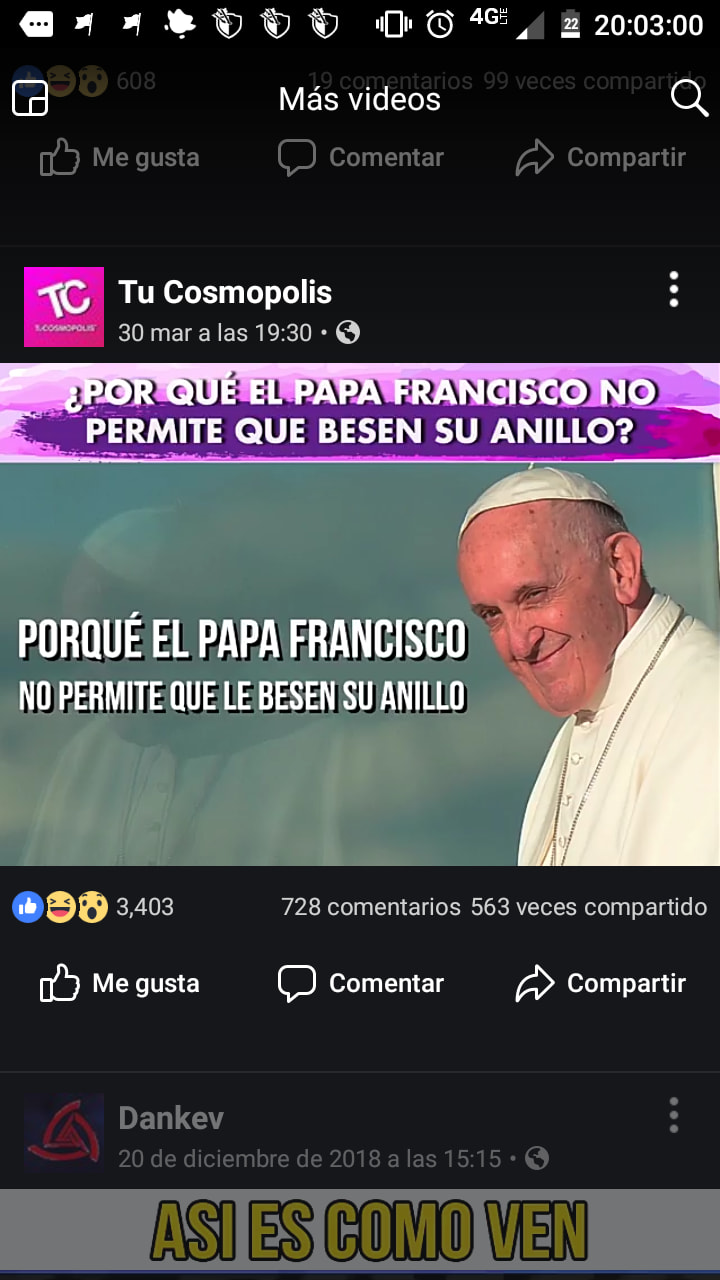 4G LTE 22 20:03:00
608 19 comentarios 99 veces compartido
Más videos
Me gusta Comentar Compartir
TC
TU COSMOPOLIS
Tu Cosmopolis
30 mar a las 19:30 •
¿POR QUÉ EL PAPA FRANCISCO NO
PERMITE QUE BESEN SU ANILLO?
PORQUÉ EL PAPA FRANCISCO
NO PERMITE QUE LE BESEN SU ANILLO
3,403 728 comentarios 563 veces compartido
Me gusta Comentar Compartir
Dankev
20 de diciembre de 2018 a las 15:15 •
ASI ES COMO VEN